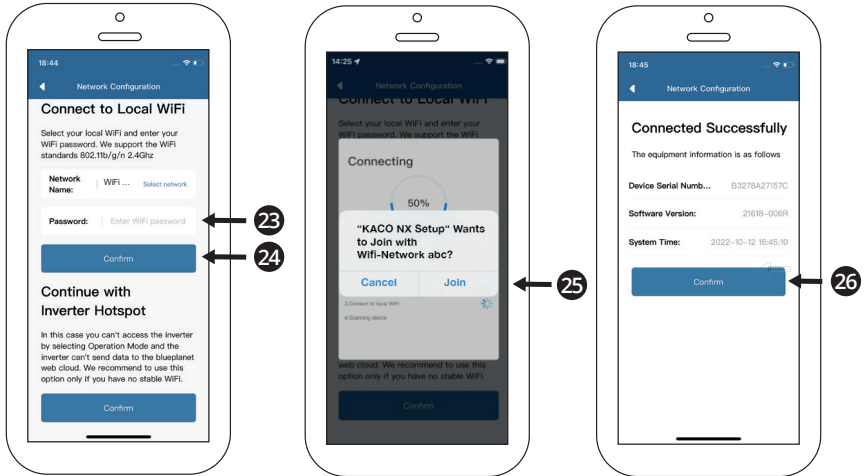 18:44
Network Configuration
Connect to Local WiFi
Select your local WiFi and enter your
WiFi password. We support the WiFi
standards 802.11b/g/n 2.4Ghz
Network
Name:
WiFi ...
Select network
Password:
Enter WiFi password
23
Confirm
24
Continue with
Inverter Hotspot
In this case you can't access the inverter
by selecting Operation Mode and the
inverter can't send data to the blueplanet
web cloud. We recommend to use this
option only if you have no stable WiFi.
Confirm
14:25
Network Configuration
Connect to Local WiFi
Select your local WiFi and enter your
WiFi password. We support the WiFi
Connecting
50%
"KACO NX Setup“ Wants
to Join with
Wifi-Network abc?
Cancel
Join
25
3.Connect to local WiFi
4.Scanning device
web cloud. We recommend to use this
option only if you have no stable WiFi.
Confirm
18:45
Network Configuration
Connected Successfully
The equipment information is as follows
Device Serial Numb... B3278A27157C
Software Version: 21618-006R
System Time: 2022-10-12 16:45:10
Confirm
26